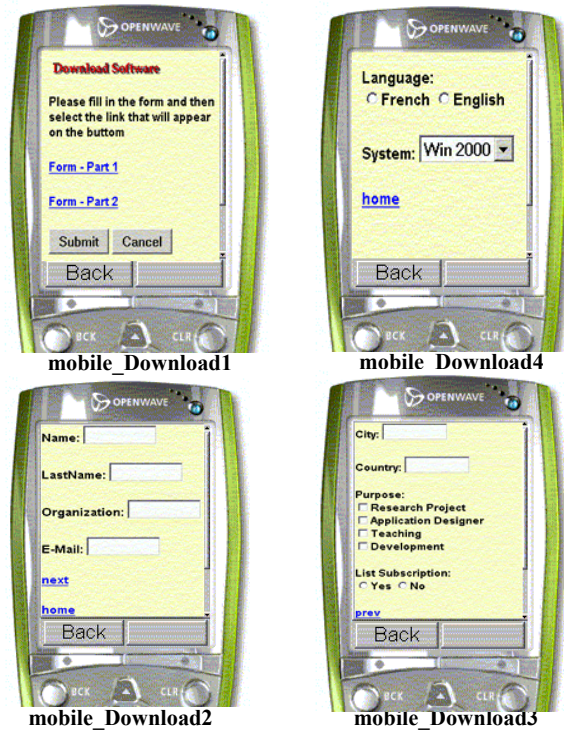 OPENWAVE
Download Software
Please fill in the form and then
select the link that will appear
on the buttom
Form - Part 1
Form - Part 2
Submit Cancel
Back
BCK CLR
mobile_Download1
OPENWAVE
Language:
French English
System: Win 2000
home
Back
BCK CLR
mobile_Download4
OPENWAVE
Name:
LastName:
Organization:
E-Mail:
next
home
Back
BCK CLR
mobile_Download2
OPENWAVE
City:
Country:
Purpose:
Research Project
Application Designer
Teaching
Development
List Subscription:
Yes No
prev
Back
BCK CLR
mobile_Download3